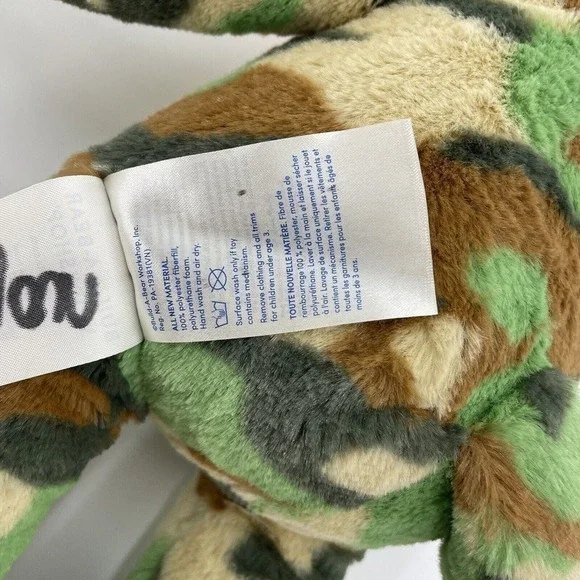 ©Build-A-Bear Workshop, Inc.
Reg. No. PA-19381(VN)
ALL NEW MATERIAL
100% polyester fiberfill,
polyurethane foam.
Hand wash and air dry.
Surface wash only if toy
contains mechanism.
Remove clothing and all trims
for children under age 3.
TOUTE NOUVELLE MATIÈRE. Fibre de
rembourrage 100 % polyester, mousse de
polyuréthane. Laver à la main et laisser sécher
à l'air. Lavage de surface uniquement si le jouet
contient un mécanisme. Retirer les vêtements et
toutes les garnitures pour les enfants âgés de
moins de 3 ans.